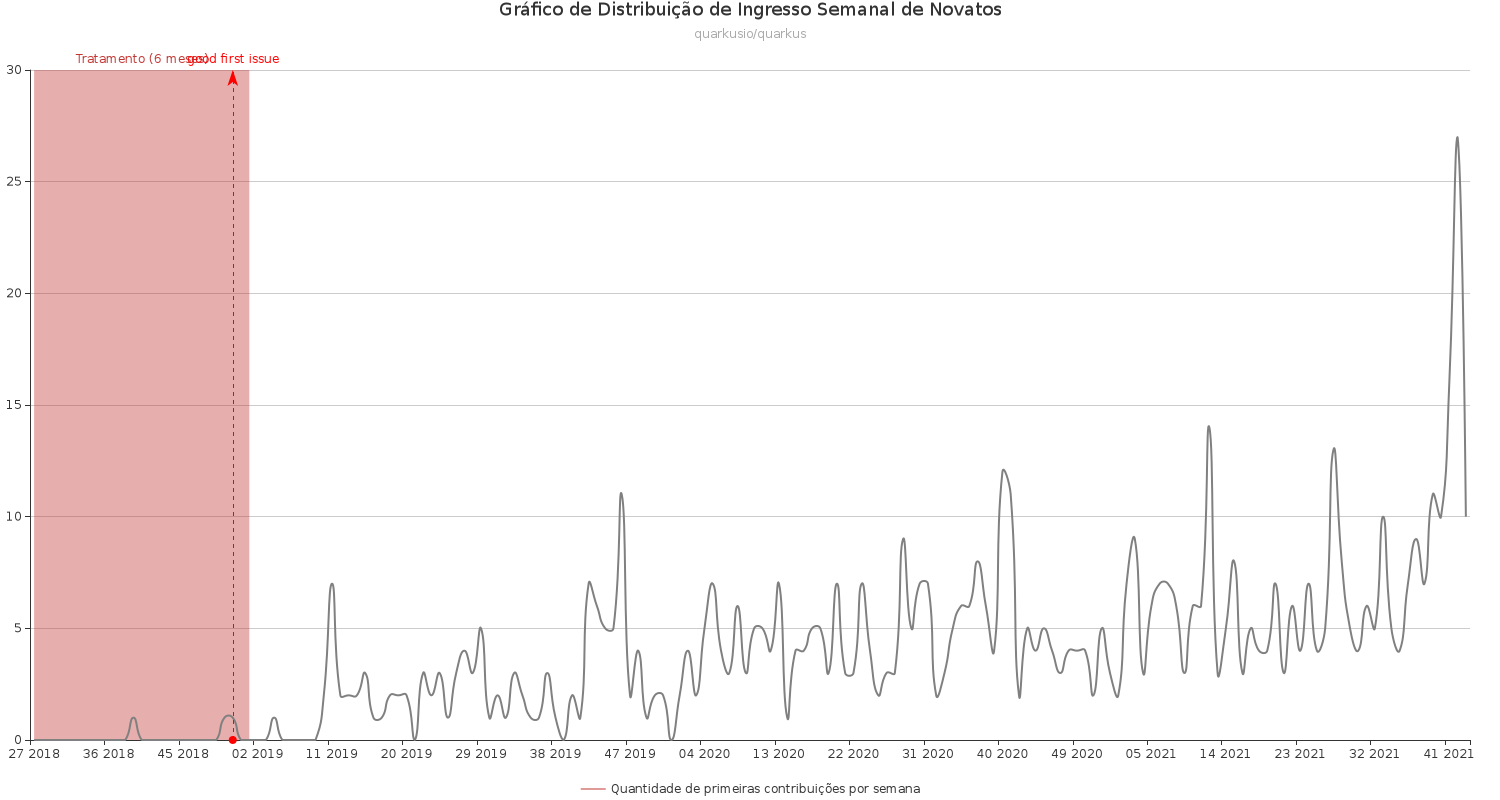 Gráfico de Distribuição de Ingresso Semanal de Novatos
quarkusio/quarkus
Tratamento (6 meses)
good first issue
30
25
20
15
10
5
0
27 2018 36 2018 45 2018 02 2019 11 2019 20 2019 29 2019 38 2019 47 2019 04 2020 13 2020 22 2020 31 2020 40 2020 49 2020 05 2021 14 2021 23 2021 32 2021 41 2021
Quantidade de primeiras contribuições por semana